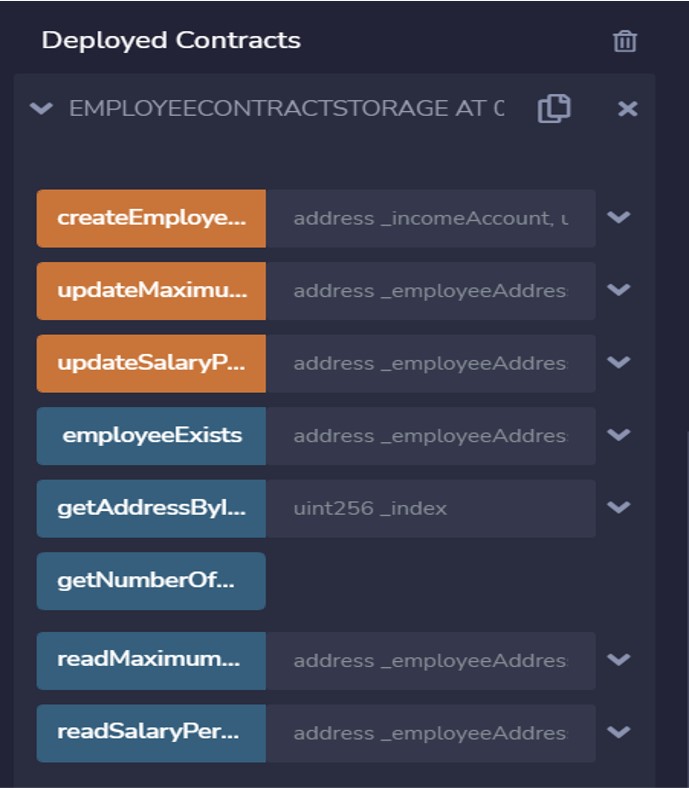 Deployed Contracts
EMPLOYEECONTRACTSTORAGE AT 0
createEmploye... address _incomeAccount, u
updateMaximu... address _employeeAddres
updateSalaryP... address _employeeAddres
employeeExists address _employeeAddres
getAddressByI... uint256 _index
getNumberOf...
readMaximum... address _employeeAddres
readSalaryPer... address _employeeAddres